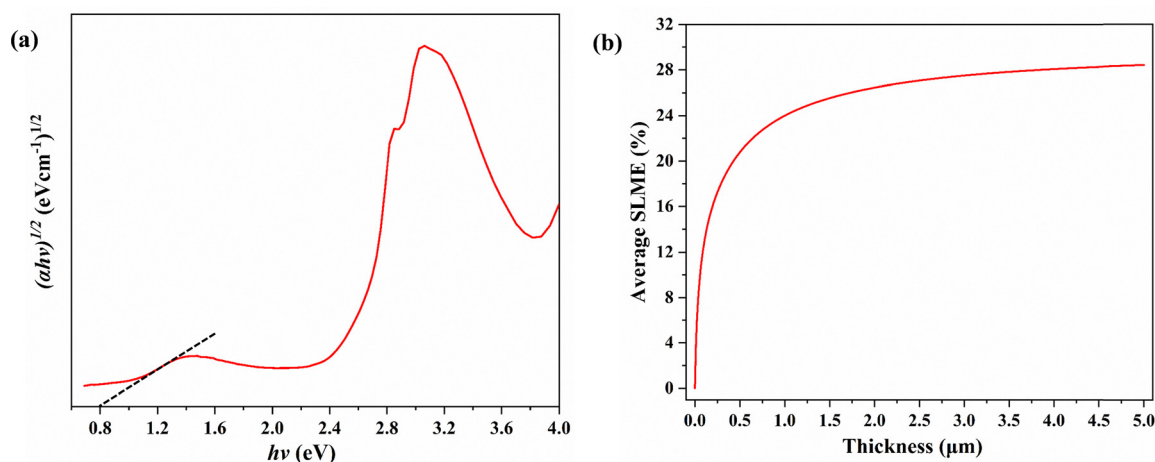 (a)
(αhν)^1/2 (eVcm-1)^1/2
0.8 1.2 1.6 2.0 2.4 2.8 3.2 3.6 4.0
hν (eV)
(b)
Average SLME (%)
32
28
24
20
16
12
8
4
0
0.0 0.5 1.0 1.5 2.0 2.5 3.0 3.5 4.0 4.5 5.0
Thickness (μm)